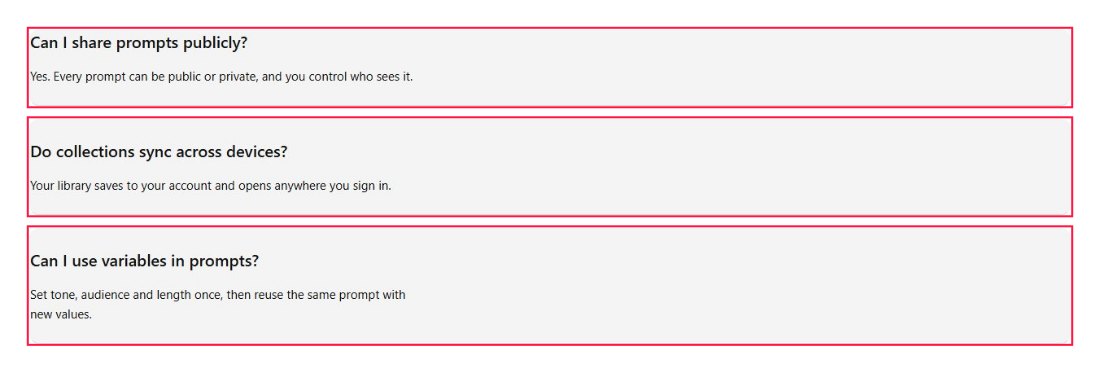 Can I share prompts publicly?
Yes. Every prompt can be public or private, and you control who sees it.
Do collections sync across devices?
Your library saves to your account and opens anywhere you sign in.
Can I use variables in prompts?
Set tone, audience and length once, then reuse the same prompt with
new values.